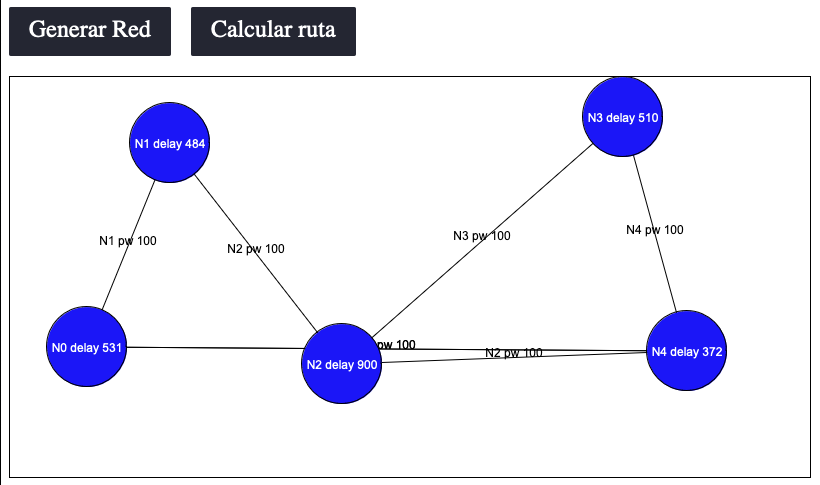 Generar Red
Calcular ruta
N3 delay 510
N1 delay 484
N4 pw 100
N3 pw 100
N1 pw 100
N2 pw 100
pw 100
N0 delay 531
N2 pw 100
N4 delay 372
N2 delay 900